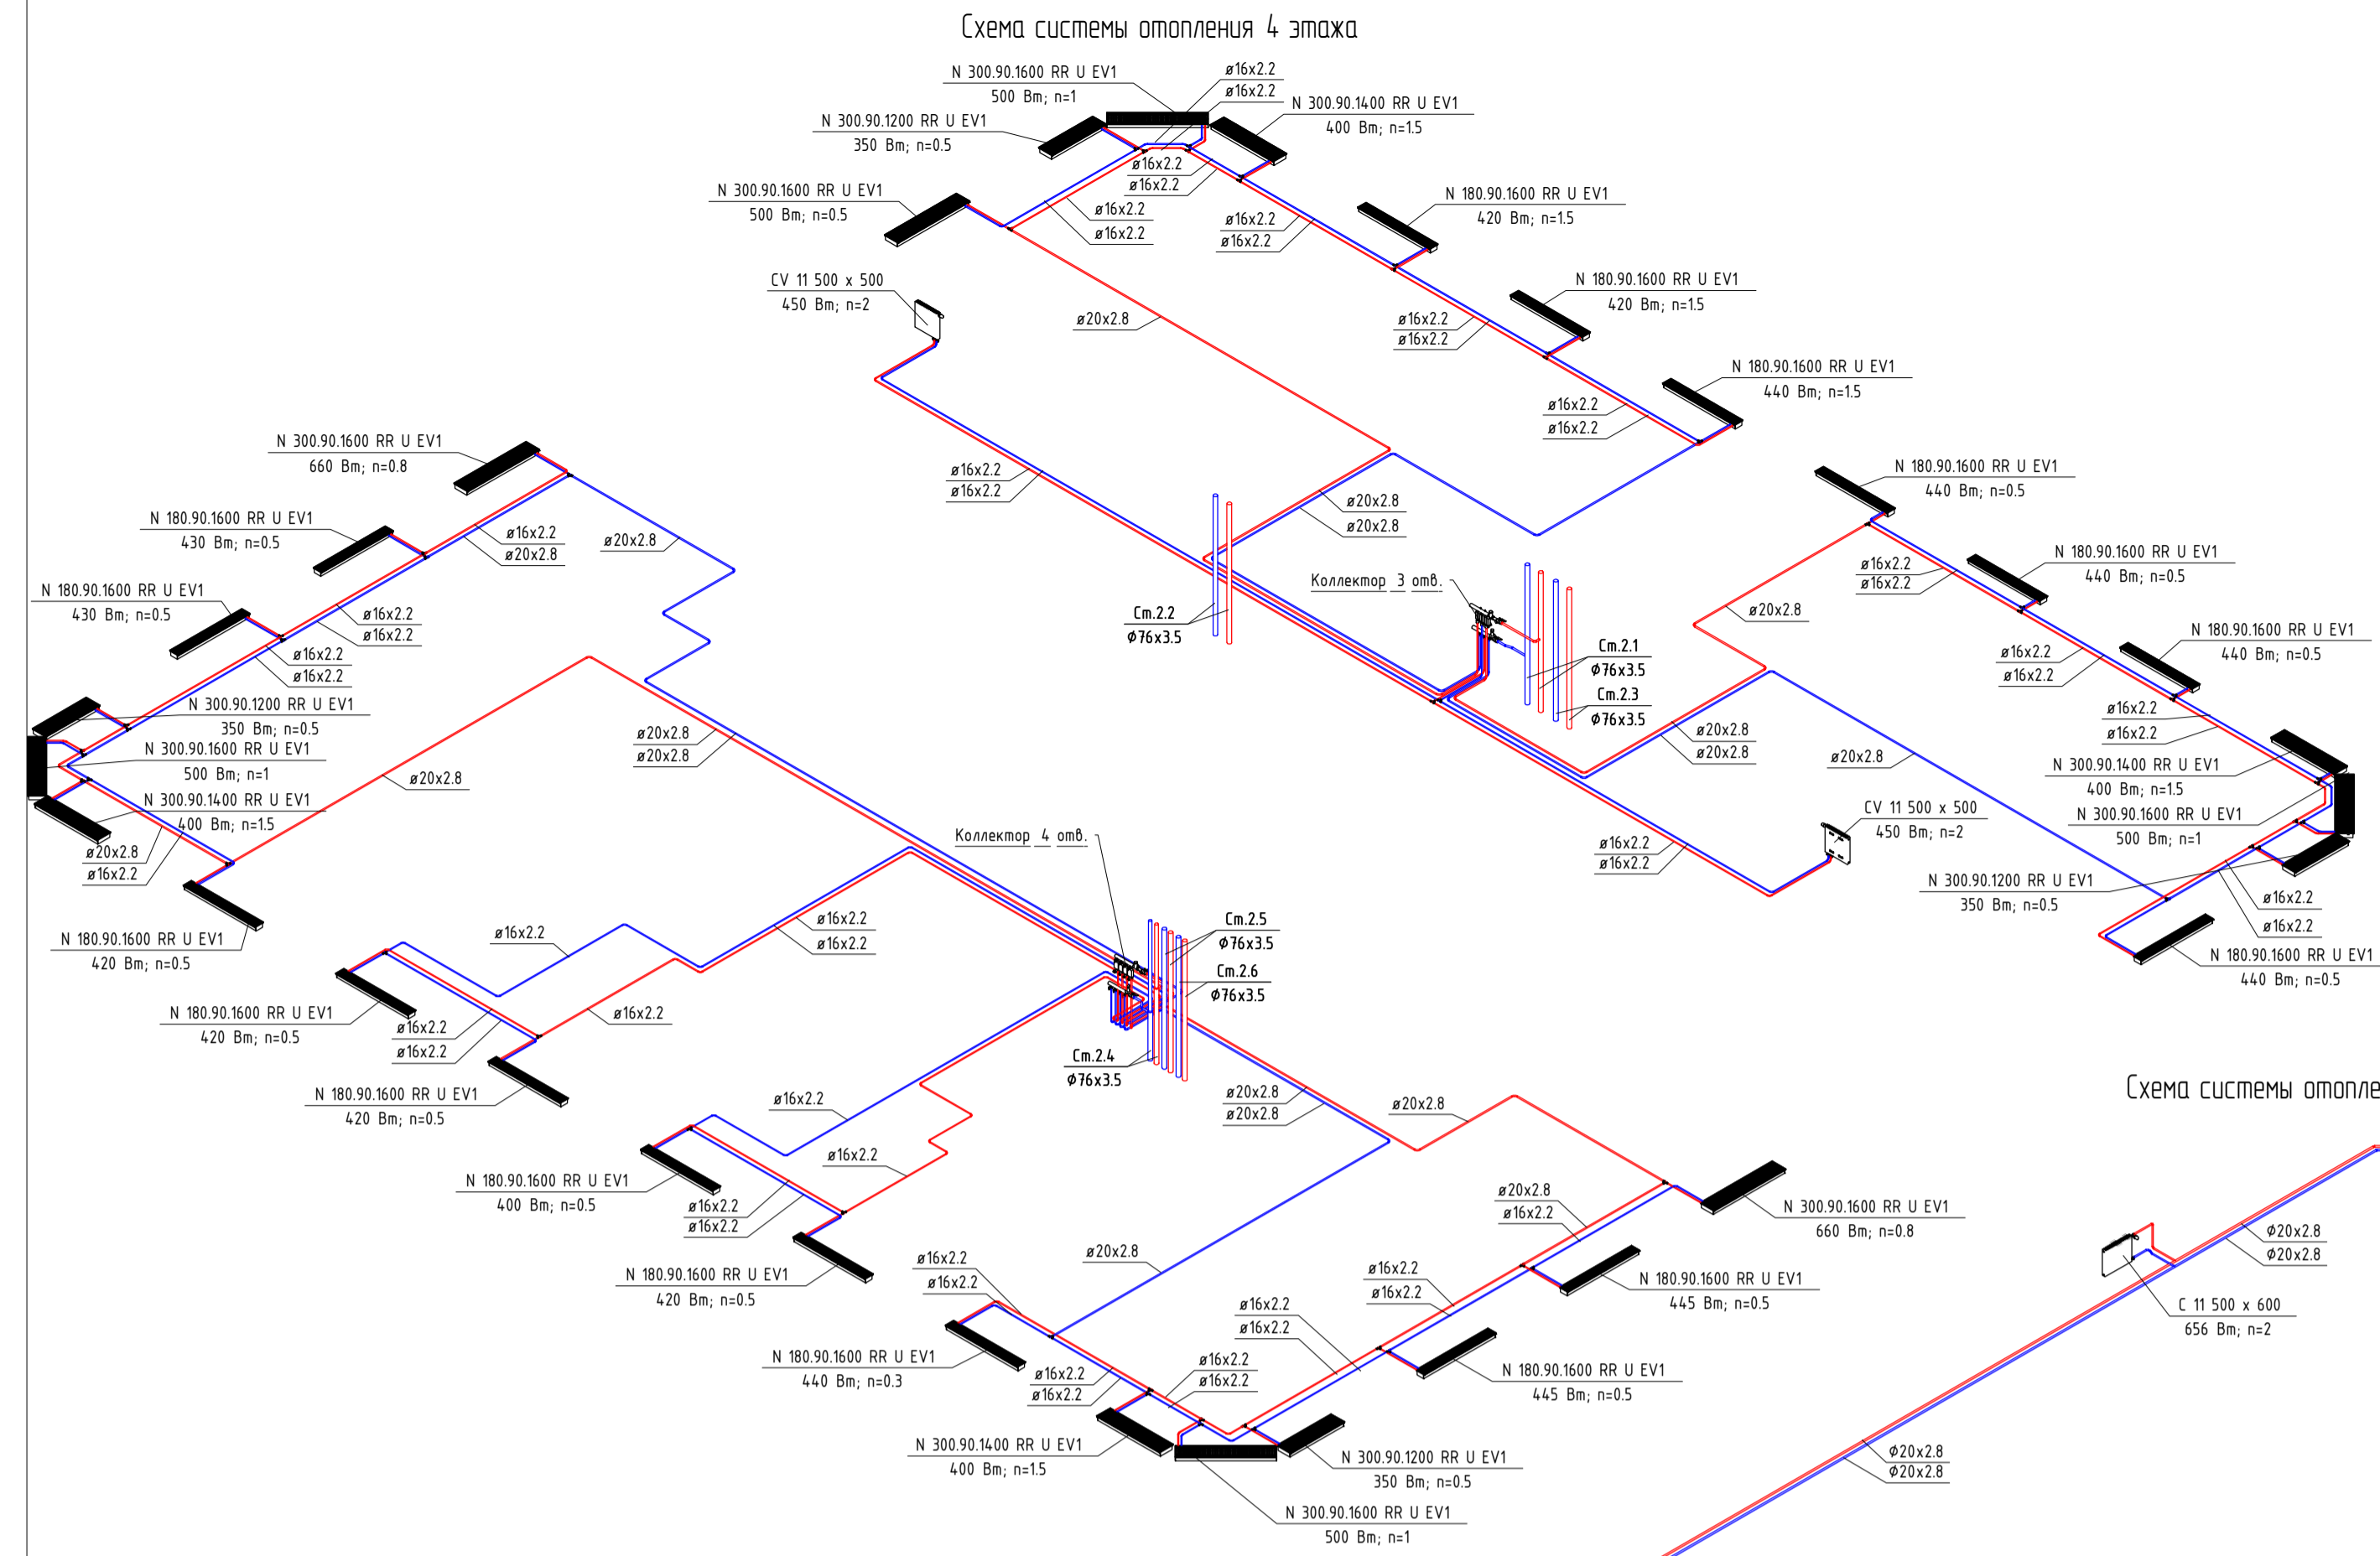 Схема системы отопления 4 этажа
N 300.90.1600 RR U EV1
500 Вт; n=1
ø16x2.2
ø16x2.2
N 300.90.1400 RR U EV1
400 Вт; n=1.5
N 300.90.1200 RR U EV1
350 Вт; n=0.5
ø16x2.2
ø16x2.2
N 300.90.1600 RR U EV1
500 Вт; n=0.5
ø16x2.2
ø16x2.2
N 180.90.1600 RR U EV1
420 Вт; n=1.5
ø16x2.2
ø16x2.2
CV 11 500 x 500
450 Вт; n=2
ø20x2.8
N 180.90.1600 RR U EV1
420 Вт; n=1.5
ø16x2.2
ø16x2.2
N 180.90.1600 RR U EV1
440 Вт; n=1.5
ø16x2.2
ø16x2.2
N 300.90.1600 RR U EV1
660 Вт; n=0.8
ø16x2.2
ø16x2.2
N 180.90.1600 RR U EV1
440 Вт; n=0.5
ø20x2.8
ø20x2.8
N 180.90.1600 RR U EV1
430 Вт; n=0.5
ø16x2.2
ø20x2.8
ø20x2.8
N 180.90.1600 RR U EV1
440 Вт; n=0.5
ø16x2.2
ø16x2.2
Коллектор 3 отв.
N 180.90.1600 RR U EV1
430 Вт; n=0.5
ø16x2.2
ø16x2.2
Ст.2.2
Ф76x3.5
ø20x2.8
N 180.90.1600 RR U EV1
440 Вт; n=0.5
ø16x2.2
ø16x2.2
Ст.2.1
Ф76x3.5
Ст.2.3
Ф76x3.5
ø16x2.2
ø16x2.2
N 300.90.1200 RR U EV1
350 Вт; n=0.5
ø16x2.2
ø16x2.2
ø20x2.8
ø20x2.8
ø20x2.8
ø20x2.8
N 300.90.1600 RR U EV1
500 Вт; n=1
ø20x2.8
ø20x2.8
N 300.90.1400 RR U EV1
400 Вт; n=1.5
N 300.90.1400 RR U EV1
400 Вт; n=1.5
CV 11 500 x 500
450 Вт; n=2
N 300.90.1600 RR U EV1
500 Вт; n=1
Коллектор 4 отв.
ø20x2.8
ø16x2.2
ø16x2.2
ø16x2.2
N 300.90.1200 RR U EV1
350 Вт; n=0.5
ø16x2.2
ø16x2.2
ø16x2.2
ø16x2.2
ø16x2.2
Ст.2.5
Ф76x3.5
N 180.90.1600 RR U EV1
420 Вт; n=0.5
N 180.90.1600 RR U EV1
440 Вт; n=0.5
Ст.2.6
Ф76x3.5
N 180.90.1600 RR U EV1
420 Вт; n=0.5
ø16x2.2
ø16x2.2
ø16x2.2
Ст.2.4
Ф76x3.5
N 180.90.1600 RR U EV1
420 Вт; n=0.5
ø16x2.2
ø20x2.8
ø20x2.8
ø20x2.8
Схема системы отопле
ø16x2.2
N 180.90.1600 RR U EV1
400 Вт; n=0.5
ø16x2.2
ø16x2.2
ø20x2.8
ø16x2.2
N 300.90.1600 RR U EV1
660 Вт; n=0.8
Ф20x2.8
Ф20x2.8
ø20x2.8
ø16x2.2
ø16x2.2
N 180.90.1600 RR U EV1
420 Вт; n=0.5
ø16x2.2
ø16x2.2
N 180.90.1600 RR U EV1
445 Вт; n=0.5
C 11 500 x 600
656 Вт; n=2
ø16x2.2
ø16x2.2
N 180.90.1600 RR U EV1
440 Вт; n=0.3
ø16x2.2
ø16x2.2
ø16x2.2
ø16x2.2
N 180.90.1600 RR U EV1
445 Вт; n=0.5
N 300.90.1400 RR U EV1
400 Вт; n=1.5
N 300.90.1200 RR U EV1
350 Вт; n=0.5
Ф20x2.8
Ф20x2.8
N 300.90.1600 RR U EV1
500 Вт; n=1